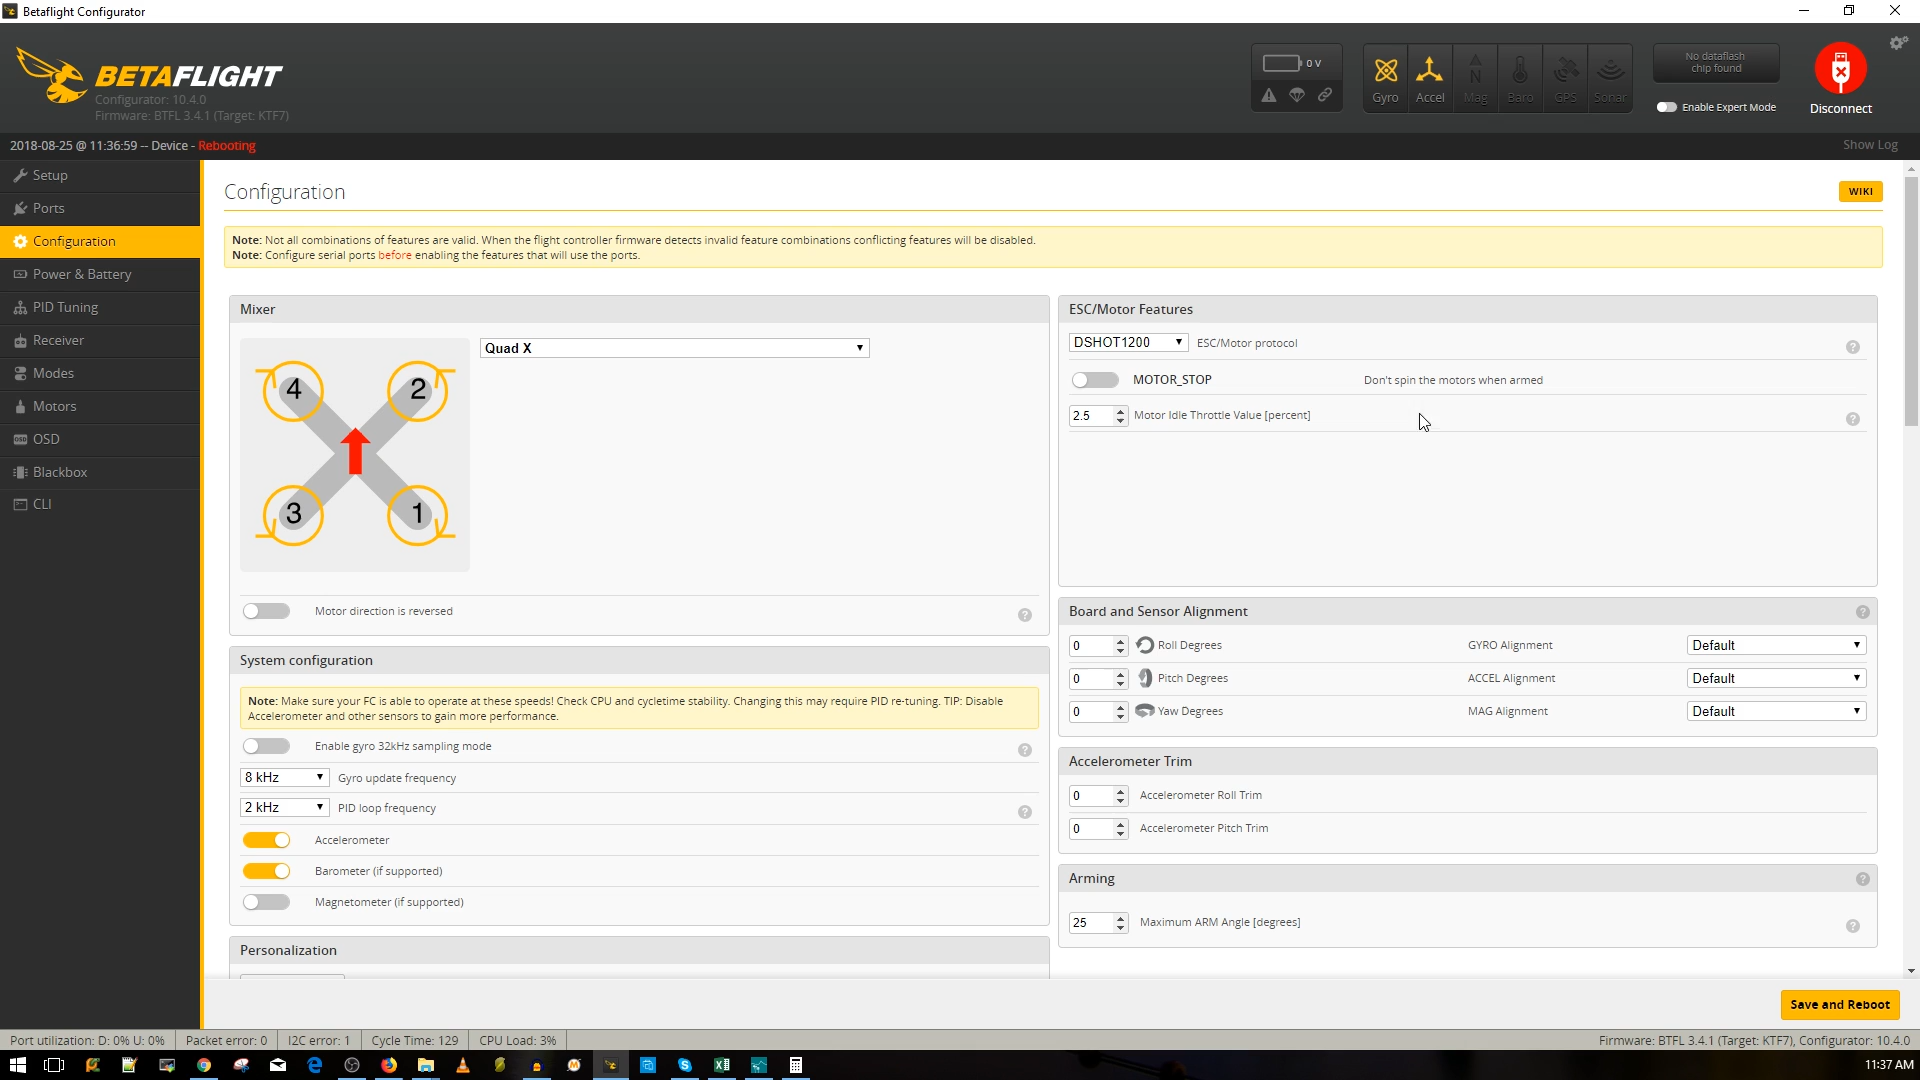 Betaflight Configurator
BETAFLIGHT
Configurator: 10.4.0
Firmware: BTFL 3.4.1 (Target: KTF7)
0 V
Gyro
Accel
N
Mag
Baro
GPS
Sonar
No dataflash
chip found
Enable Expert Mode
Disconnect
2018-08-25 @ 11:36:59 -- Device - Rebooting
Show Log
Setup
Ports
Configuration
Power & Battery
PID Tuning
Receiver
Modes
Motors
OSD
Blackbox
CLI
Configuration
WIKI
Note: Not all combinations of features are valid. When the flight controller firmware detects invalid feature combinations conflicting features will be disabled.
Note: Configure serial ports before enabling the features that will use the ports.
Mixer
Quad X
4
2
3
1
Motor direction is reversed
?
System configuration
Note: Make sure your FC is able to operate at these speeds! Check CPU and cycletime stability. Changing this may require PID re-tuning. TIP: Disable
Accelerometer and other sensors to gain more performance.
Enable gyro 32kHz sampling mode
?
8 kHz
Gyro update frequency
2 kHz
PID loop frequency
?
Accelerometer
Barometer (if supported)
Magnetometer (if supported)
Personalization
ESC/Motor Features
DSHOT1200
ESC/Motor protocol
?
MOTOR_STOP
Don't spin the motors when armed
2.5
Motor Idle Throttle Value [percent]
?
Board and Sensor Alignment
?
0
Roll Degrees
GYRO Alignment
Default
0
Pitch Degrees
ACCEL Alignment
Default
0
Yaw Degrees
MAG Alignment
Default
Accelerometer Trim
0
Accelerometer Roll Trim
0
Accelerometer Pitch Trim
Arming
?
25
Maximum ARM Angle [degrees]
?
Save and Reboot
Port utilization: D: 0% U: 0%
Packet error: 0
I2C error: 1
Cycle Time: 129
CPU Load: 3%
Firmware: BTFL 3.4.1 (Target: KTF7), Configurator: 10.4.0
11:37 AM